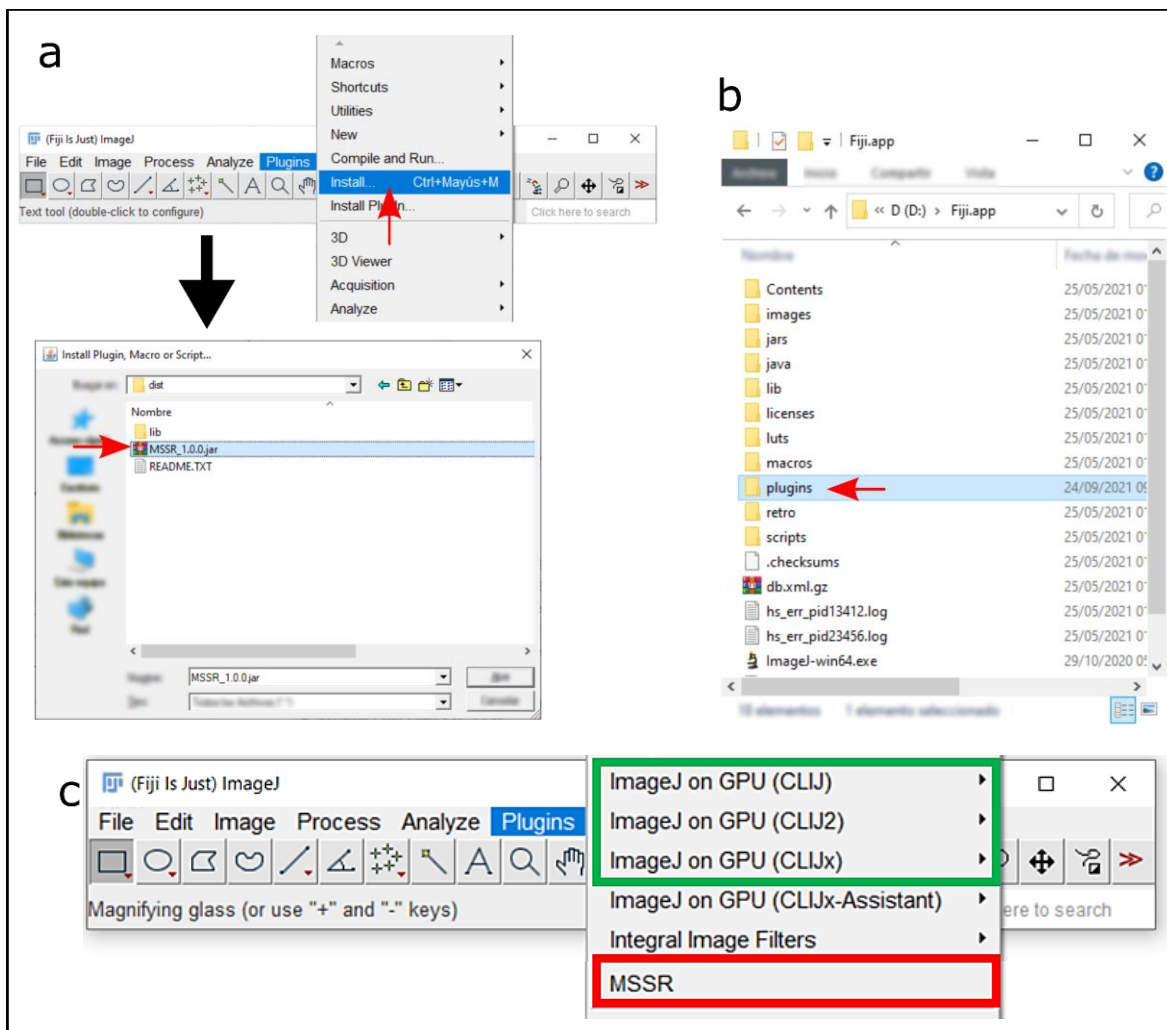 a
Macros
Shortcuts
Utilities
New
Compile and Run...
Install... Ctrl+Mayús+M
Install
3D
3D Viewer
Acquisition
Analyze
(Fiji Is Just) ImageJ
File Edit Image Process Analyze Plugins
Text tool (double-click to configure)
Click here to search
Install Plugin, Macro or Script...
dist
Nombre
lib
MSSR_1.0.0.jar
README.TXT
MSSR_1.0.0.jar
b
Fiji.app
« D (D:) > Fiji.app
Contents 25/05/2021
images 25/05/2021
jars 25/05/2021
java 25/05/2021
lib 25/05/2021
licenses 25/05/2021
luts 25/05/2021
macros 25/05/2021
plugins 24/09/2021
retro 25/05/2021
scripts 25/05/2021
.checksums 25/05/2021
db.xml.gz 25/05/2021
hs_err_pid13412.log 25/05/2021
hs_err_pid23456.log 25/05/2021
ImageJ-win64.exe 29/10/2020
c
(Fiji Is Just) ImageJ
File Edit Image Process Analyze Plugins
Magnifying glass (or use "+" and "-" keys)
ImageJ on GPU (CLIJ)
ImageJ on GPU (CLIJ2)
ImageJ on GPU (CLIJx)
ImageJ on GPU (CLIJx-Assistant)
Integral Image Filters
MSSR
ere to search